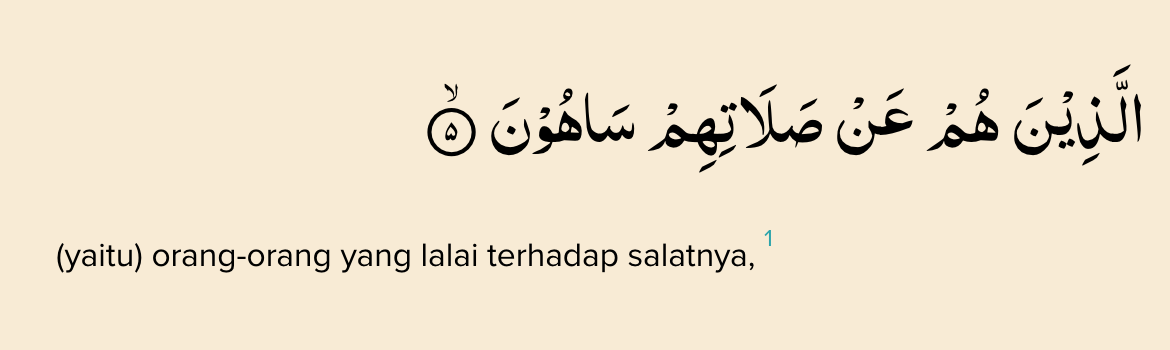 الَّذِيْنَ هُمْ عَنْ صَلَاتِهِمْ سَاهُوْنَ ۙ ۝٥
(yaitu) orang-orang yang lalai terhadap salatnya, 1